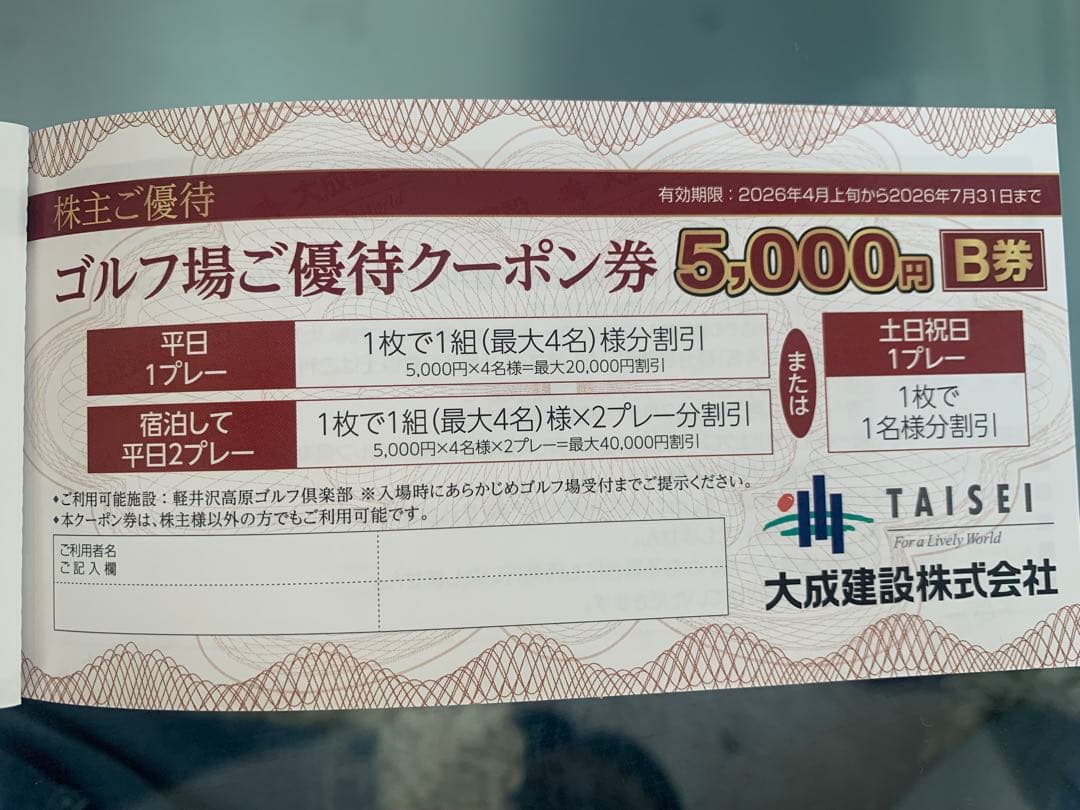 株主ご優待
有効期限：2026年4月上旬から2026年7月31日まで
ゴルフ場ご優待クーポン券 5,000円 B券
平日
1プレー
1枚で1組(最大4名)様分割引
5,000円×4名様=最大20,000円割引
宿泊して
平日2プレー
1枚で1組(最大4名)様×2プレー分割引
5,000円×4名様×2プレー=最大40,000円割引
または
土日祝日
1プレー
1枚で
1名様分割引
◆ご利用可能施設：軽井沢高原ゴルフ倶楽部 ※入場時にあらかじめゴルフ場受付までご提示ください。
◆本クーポン券は、株主様以外の方でもご利用可能です。
ご利用者名
ご記入欄
TAISEI
For a Lively World
大成建設株式会社